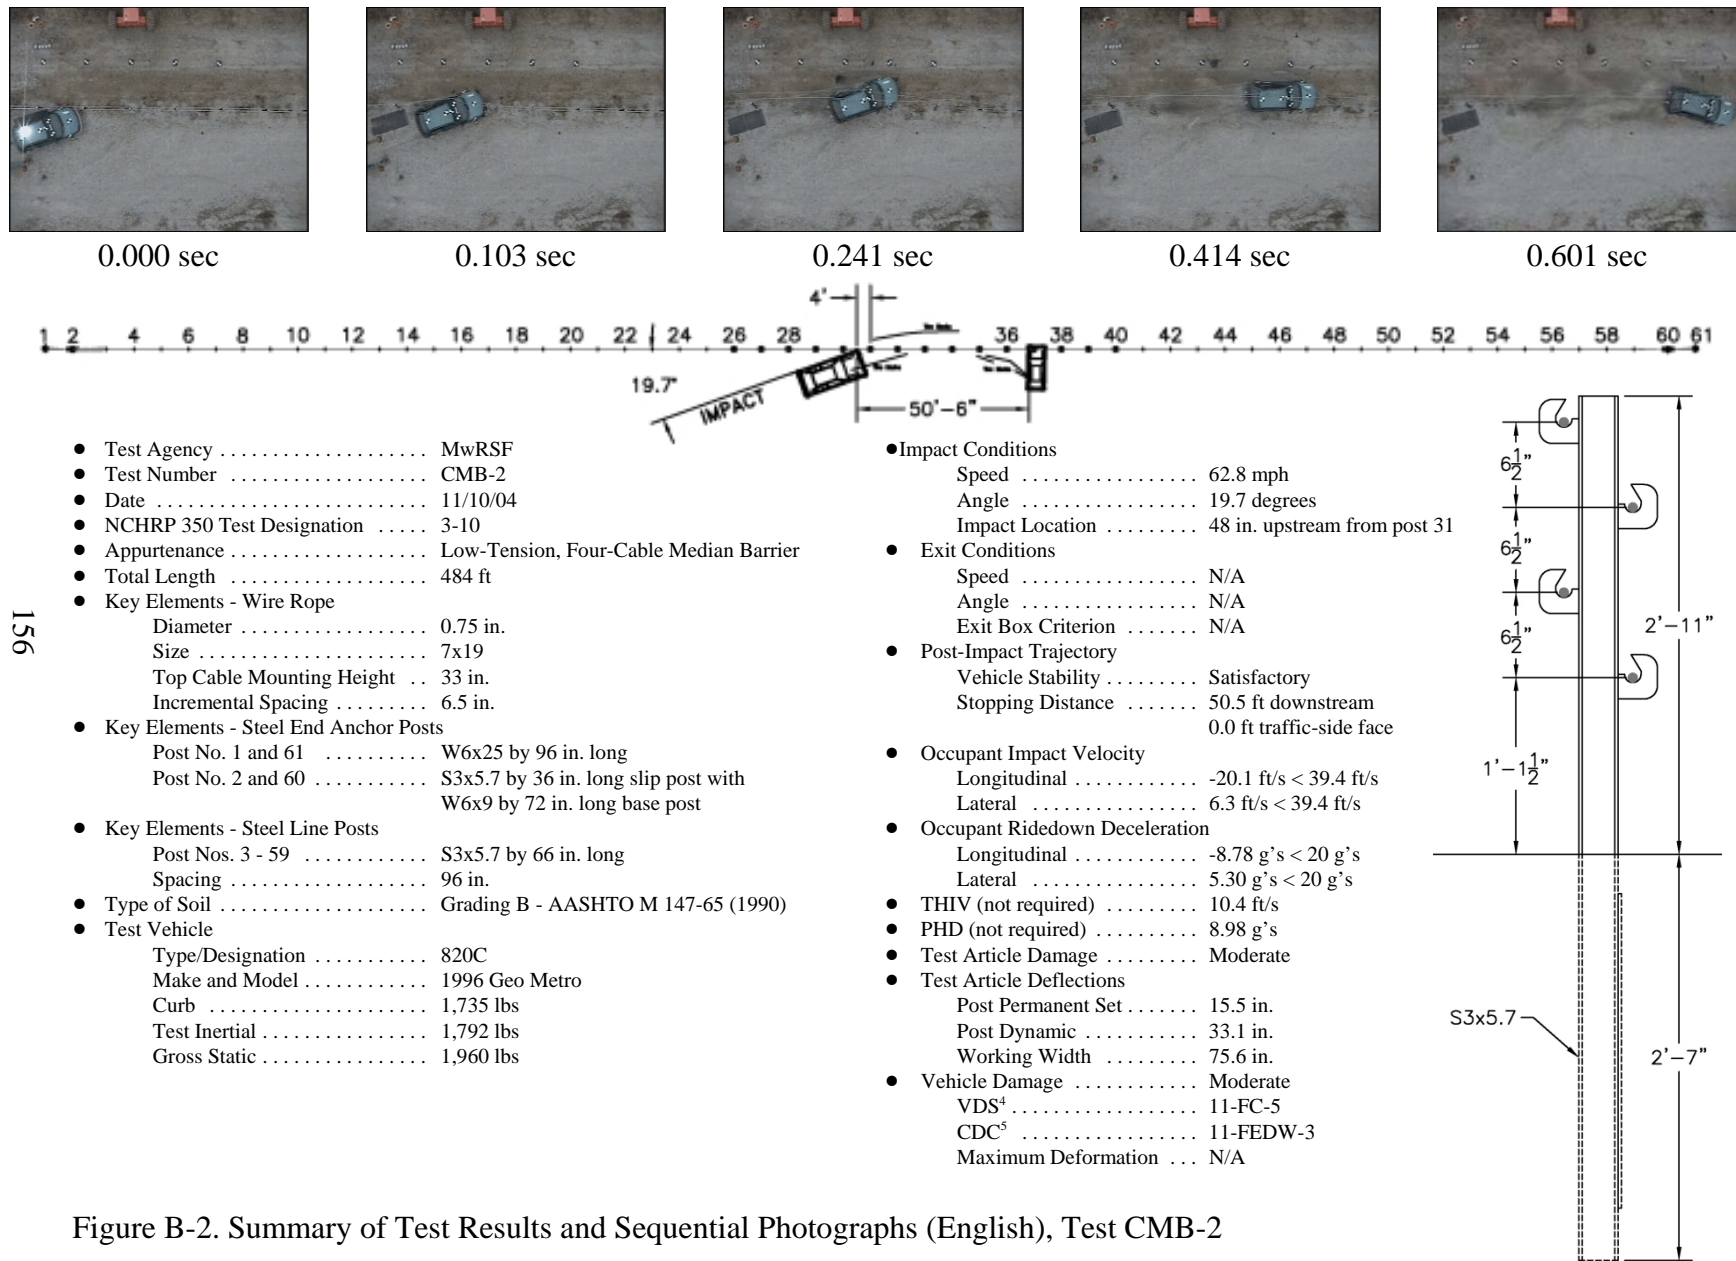 0.000 sec 0.103 sec 0.241 sec 0.414 sec 0.601 sec
4'
1 2 4 6 8 10 12 14 16 18 20 22 24 26 28 36 38 40 42 44 46 48 50 52 54 56 58 60 61
19.7°
IMPACT
50'-6"
● Test Agency . . . . . . . . . . . . . . . . . . . . MwRSF
● Test Number . . . . . . . . . . . . . . . . . . . CMB-2
● Date . . . . . . . . . . . . . . . . . . . . . . . . . . 11/10/04
● NCHRP 350 Test Designation . . . . . 3-10
● Appurtenance . . . . . . . . . . . . . . . . . . . Low-Tension, Four-Cable Median Barrier
● Total Length . . . . . . . . . . . . . . . . . . . 484 ft
● Key Elements - Wire Rope
Diameter . . . . . . . . . . . . . . . . . . 0.75 in.
Size . . . . . . . . . . . . . . . . . . . . . . 7x19
Top Cable Mounting Height . . 33 in.
Incremental Spacing . . . . . . . . . 6.5 in.
● Key Elements - Steel End Anchor Posts
Post No. 1 and 61 . . . . . . . . . . W6x25 by 96 in. long
Post No. 2 and 60 . . . . . . . . . . . S3x5.7 by 36 in. long slip post with
W6x9 by 72 in. long base post
● Key Elements - Steel Line Posts
Post Nos. 3 - 59 . . . . . . . . . . . . S3x5.7 by 66 in. long
Spacing . . . . . . . . . . . . . . . . . . . 96 in.
● Type of Soil . . . . . . . . . . . . . . . . . . . . Grading B - AASHTO M 147-65 (1990)
● Test Vehicle
Type/Designation . . . . . . . . . . . 820C
Make and Model . . . . . . . . . . . . 1996 Geo Metro
Curb . . . . . . . . . . . . . . . . . . . . . 1,735 lbs
Test Inertial . . . . . . . . . . . . . . . . . 1,792 lbs
Gross Static . . . . . . . . . . . . . . . . 1,960 lbs
● Impact Conditions
Speed . . . . . . . . . . . . . . . . . 62.8 mph
Angle . . . . . . . . . . . . . . . . . . 19.7 degrees
Impact Location . . . . . . . . . 48 in. upstream from post 31
● Exit Conditions
Speed . . . . . . . . . . . . . . . . . N/A
Angle . . . . . . . . . . . . . . . . . N/A
Exit Box Criterion . . . . . . . N/A
● Post-Impact Trajectory
Vehicle Stability . . . . . . . . . Satisfactory
Stopping Distance . . . . . . . 50.5 ft downstream
0.0 ft traffic-side face
● Occupant Impact Velocity
Longitudinal . . . . . . . . . . . . -20.1 ft/s < 39.4 ft/s
Lateral . . . . . . . . . . . . . . . . 6.3 ft/s < 39.4 ft/s
● Occupant Ridedown Deceleration
Longitudinal . . . . . . . . . . . . -8.78 g's < 20 g's
Lateral . . . . . . . . . . . . . . . . 5.30 g's < 20 g's
● THIV (not required) . . . . . . . . . 10.4 ft/s
● PHD (not required) . . . . . . . . . . 8.98 g's
● Test Article Damage . . . . . . . . . Moderate
● Test Article Deflections
Post Permanent Set . . . . . . . 15.5 in.
Post Dynamic . . . . . . . . . . . 33.1 in.
Working Width . . . . . . . . . 75.6 in.
● Vehicle Damage . . . . . . . . . . . . Moderate
VDS⁴ . . . . . . . . . . . . . . . . . . 11-FC-5
CDC⁵ . . . . . . . . . . . . . . . . . 11-FEDW-3
Maximum Deformation . . . N/A
6 1/2"
6 1/2"
6 1/2"
1'-1 1/2"
2'-11"
S3x5.7
2'-7"
156
Figure B-2. Summary of Test Results and Sequential Photographs (English), Test CMB-2